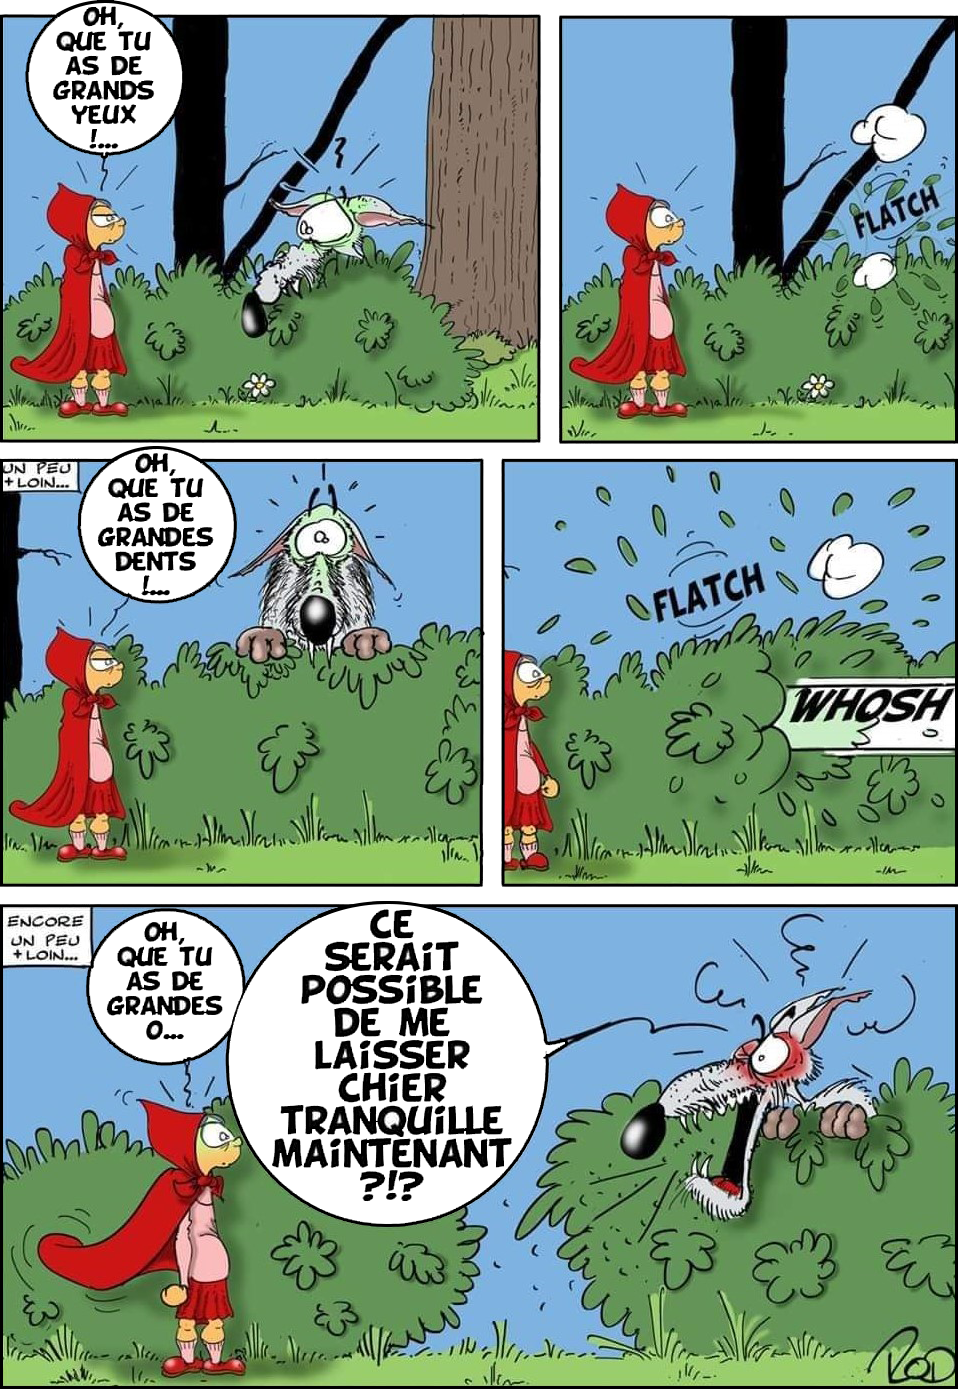 OH,
QUE TU
AS DE
GRANDS
YEUX
!...
?
FLATCH
UN PEU
+ LOIN...
OH,
QUE TU
AS DE
GRANDES
DENTS
!...
FLATCH
WHOSH
ENCORE
UN PEU
+ LOIN...
OH,
QUE TU
AS DE
GRANDES
O...
CE
SERAiT
POSSiBLE
DE ME
LAiSSER
CHiER
TRANQUiLLE
MAiNTENANT
?!?
ROD